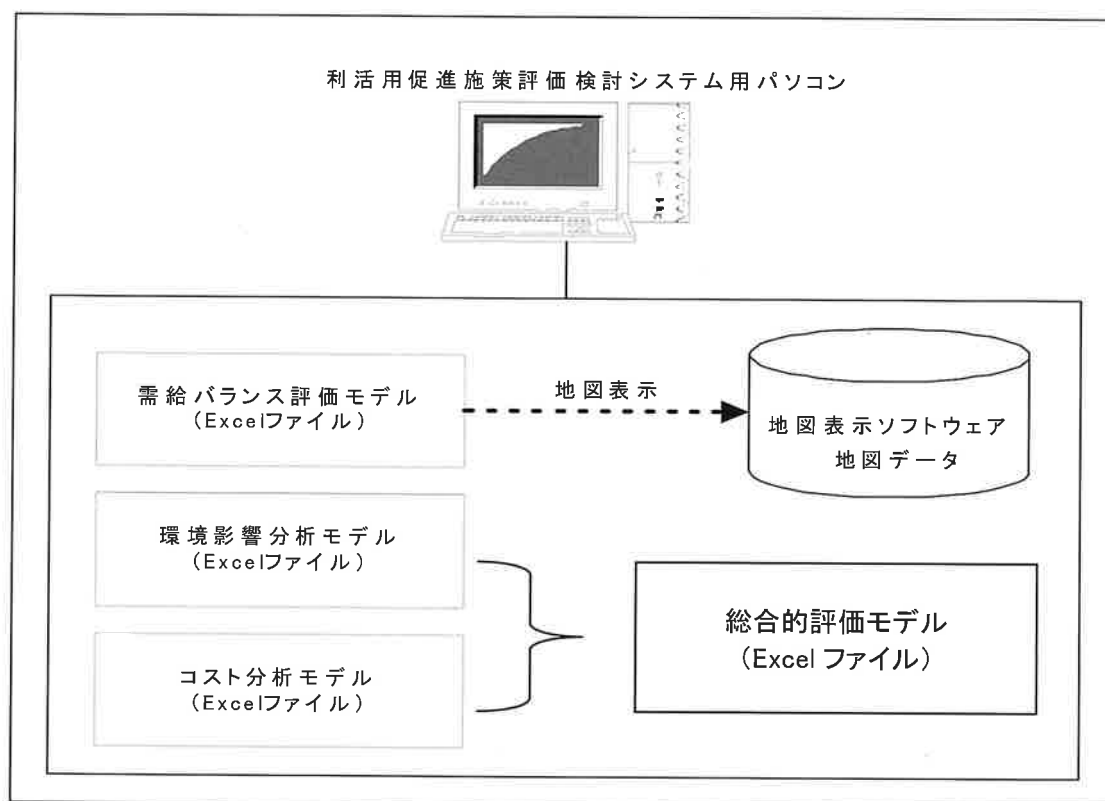 利活用促進施策評価検討システム用パソコン
需給バランス評価モデル
(Excelファイル)
地図表示
地図表示ソフトウェア
地図データ
環境影響分析モデル
(Excelファイル)
総合的評価モデル
(Excel ファイル)
コスト分析モデル
(Excelファイル)